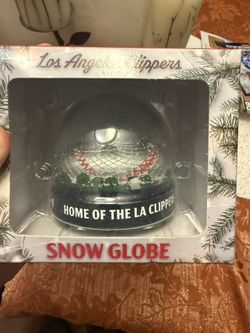 Los Angeles Clippers
HOME OF THE LA CLIPPERS
SNOW GLOBE